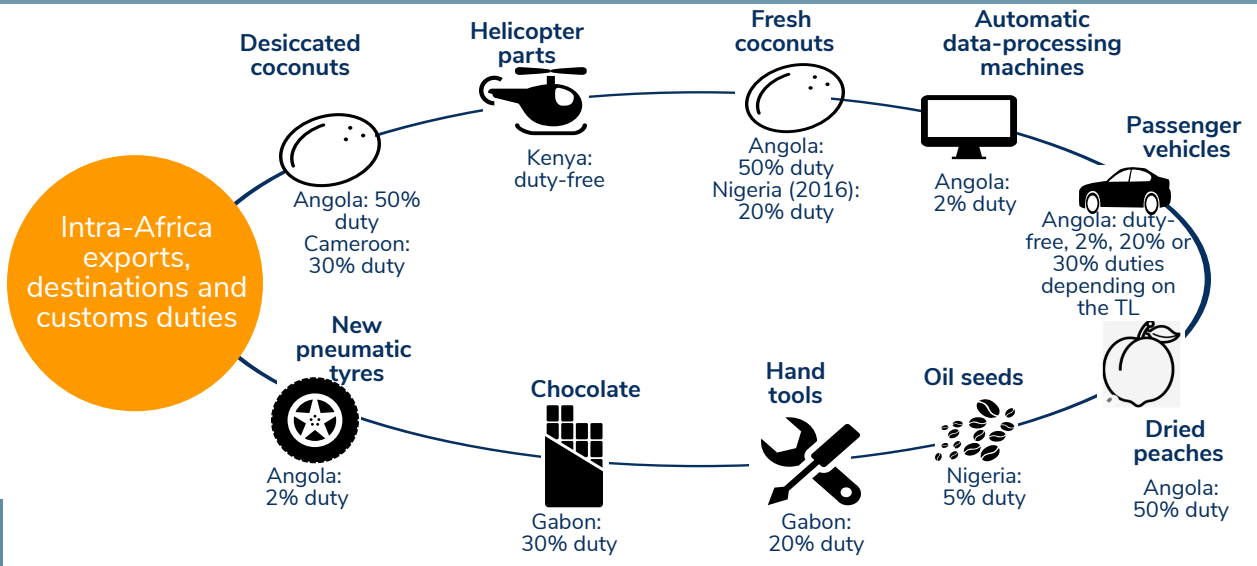 Intra-Africa
exports,
destinations and
customs duties
Desiccated
coconuts
Angola: 50%
duty
Cameroon:
30% duty
Helicopter
parts
Kenya:
duty-free
Fresh
coconuts
Angola:
50% duty
Nigeria (2016):
20% duty
Automatic
data-processing
machines
Angola:
2% duty
Passenger
vehicles
Angola: duty-
free, 2%, 20% or
30% duties
depending on
the TL
Dried
peaches
Angola:
50% duty
Oil seeds
Nigeria:
5% duty
Hand
tools
Gabon:
20% duty
Chocolate
Gabon:
30% duty
New
pneumatic
tyres
Angola:
2% duty